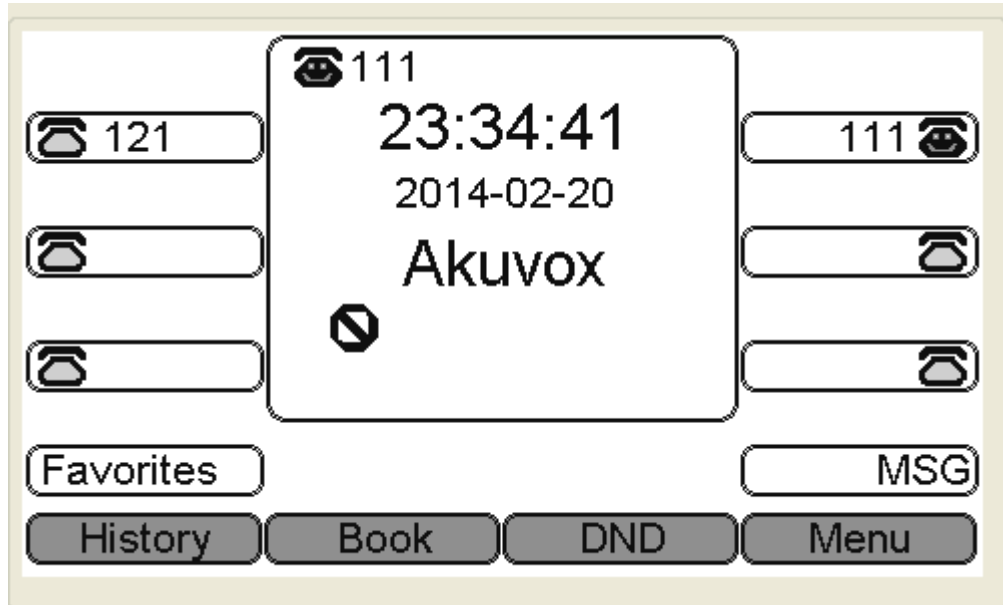 111
23:34:41
121
111
2014-02-20
Akuvox
Favorites
MSG
History
Book
DND
Menu